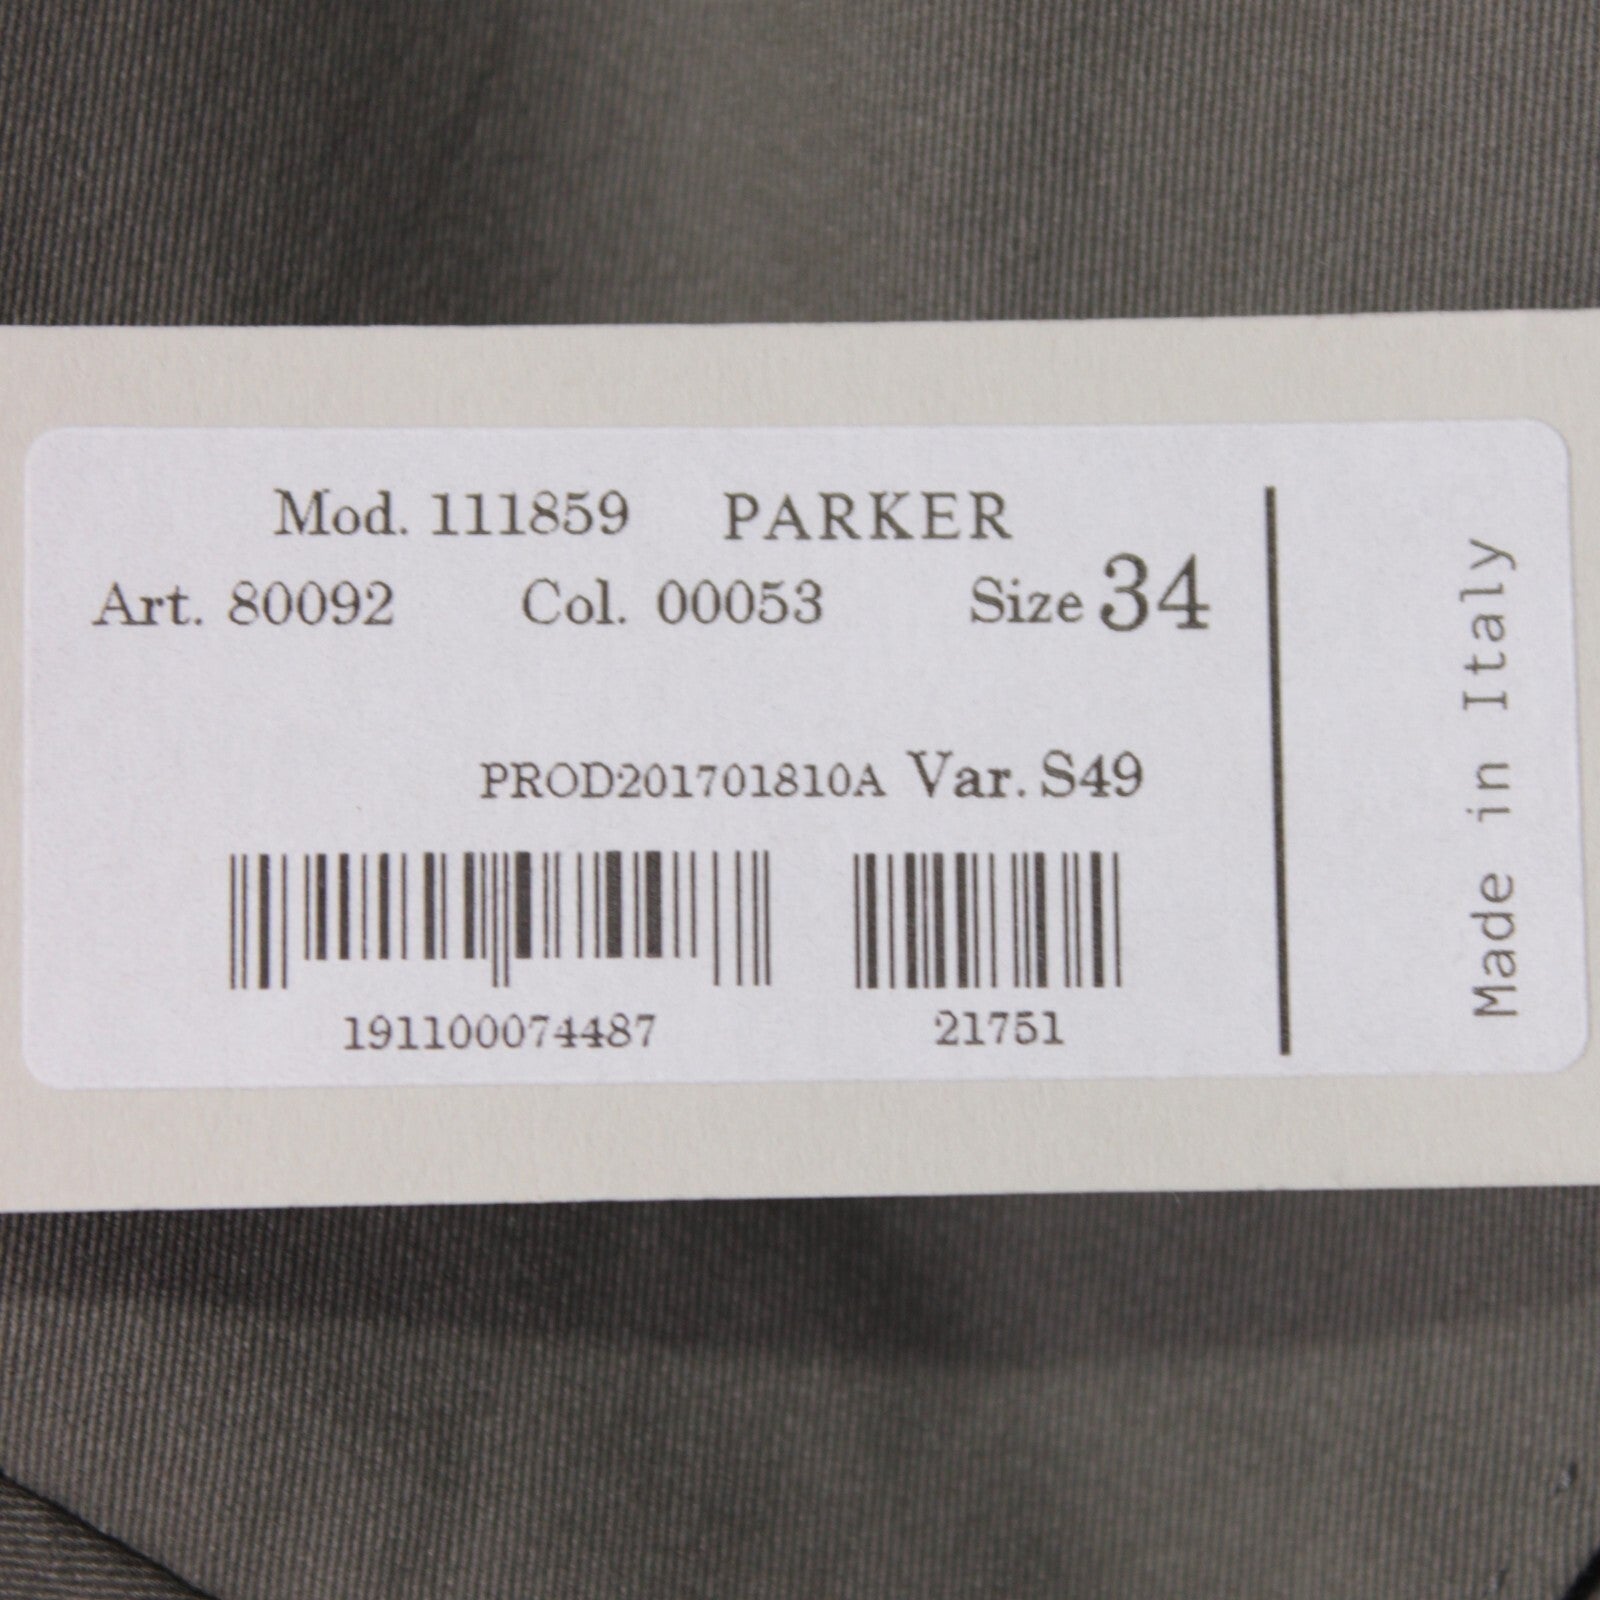 Mod. 111859 PARKER
Art. 80092 Col. 00053 Size 34
PROD201701810A Var. S49
191100074487 21751
Made in Italy